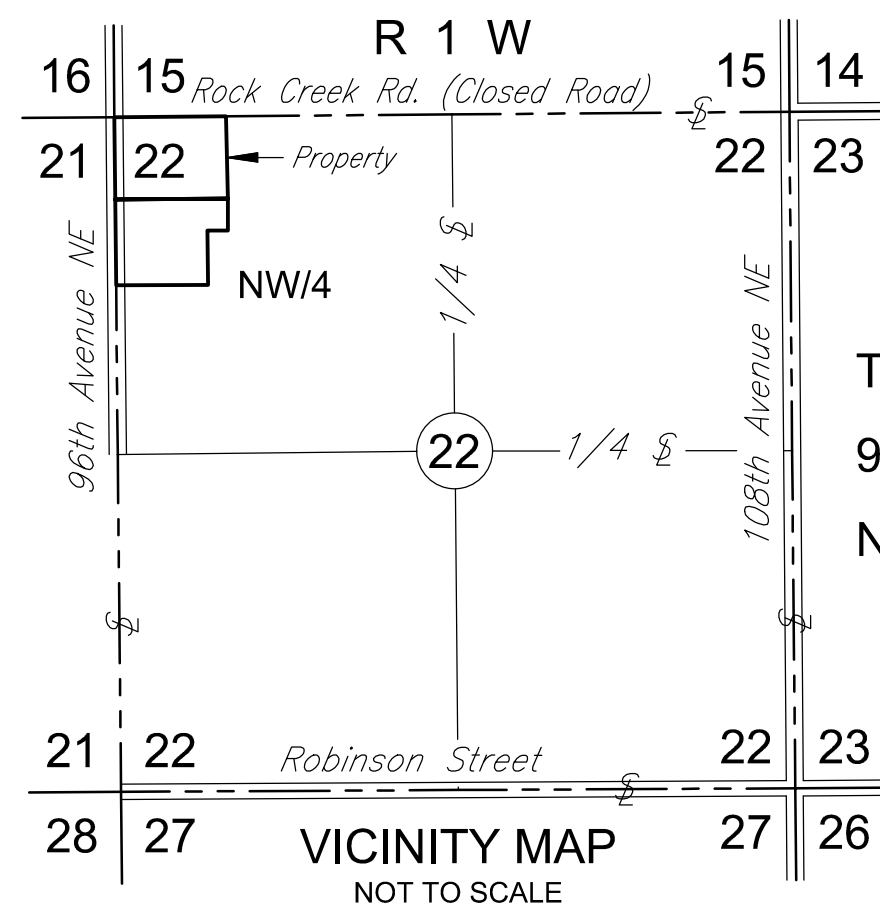 R 1 W
16 15
15 14
Rock Creek Rd. (Closed Road) ℄
21 22
22 23
Property
96th Avenue NE
NW/4
1/4 ℄
108th Avenue NE
T
9
N
22
1/4 ℄
℄
℄
21 22
22 23
Robinson Street
℄
28 27
27 26
VICINITY MAP
NOT TO SCALE